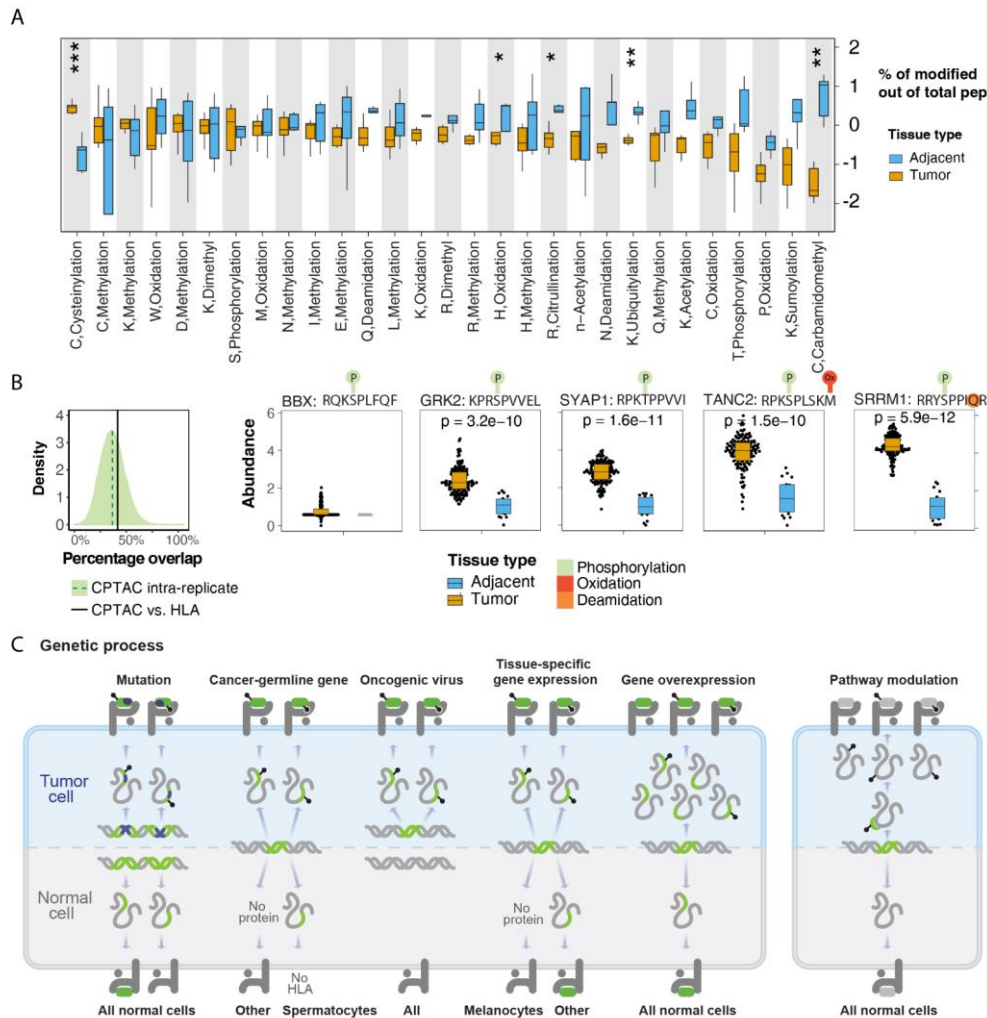 A
***
*
*
**
**
2
1
0
-1
-2
% of modified
out of total pep
Tissue type
Adjacent
Tumor
C,Cysteinylation
C,Methylation
K,Methylation
W,Oxidation
D,Methylation
K,Dimethyl
S,Phosphorylation
M,Oxidation
N,Methylation
I,Methylation
E,Methylation
Q,Deamidation
L,Methylation
K,Oxidation
R,Dimethyl
R,Methylation
H,Oxidation
H,Methylation
R,Citrullination
n-Acetylation
N,Deamidation
K,Ubiquitylation
Q,Methylation
K,Acetylation
C,Oxidation
T,Phosphorylation
P,Oxidation
K,Sumoylation
C,Carbamidomethyl
B
4
3
2
1
0
Density
0% 50% 100%
Percentage overlap
CPTAC intra-replicate
CPTAC vs. HLA
Abundance
6
4
2
0
P
BBX: RQKSPLFQF
P
GRK2: KPRSPVVEL
p = 3.2e-10
P
SYAP1: RPKTPPVVI
p = 1.6e-11
P Ox
TANC2: RPKSPLSKM
p = 1.5e-10
P
SRRM1: RRYSPPIQR
p = 5.9e-12
Tissue type
Adjacent
Tumor
Phosphorylation
Oxidation
Deamidation
C Genetic process
Mutation
Cancer-germline gene
Oncogenic virus
Tissue-specific
gene expression
Gene overexpression
Pathway modulation
Tumor
cell
Normal
cell
No
protein
No
protein
No
HLA
All normal cells
Other
Spermatocytes
All
Melanocytes
Other
All normal cells
All normal cells